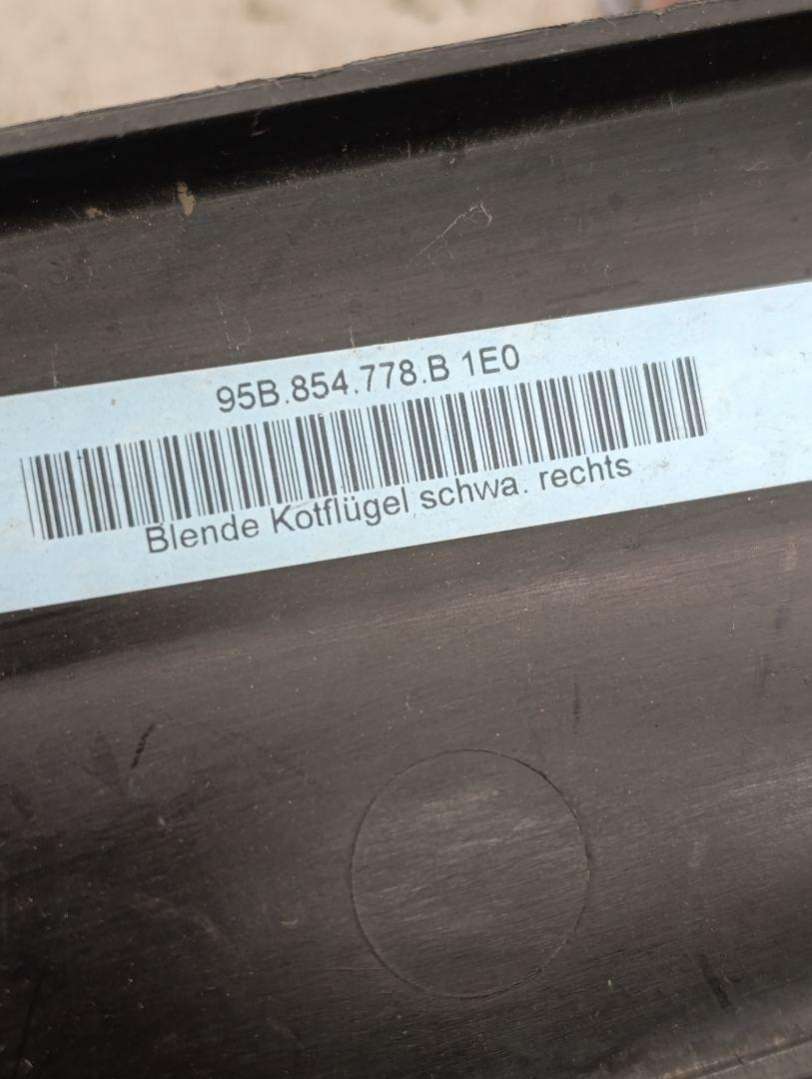 95B.854.778.B 1E0
Blende Kotflügel schwa. rechts